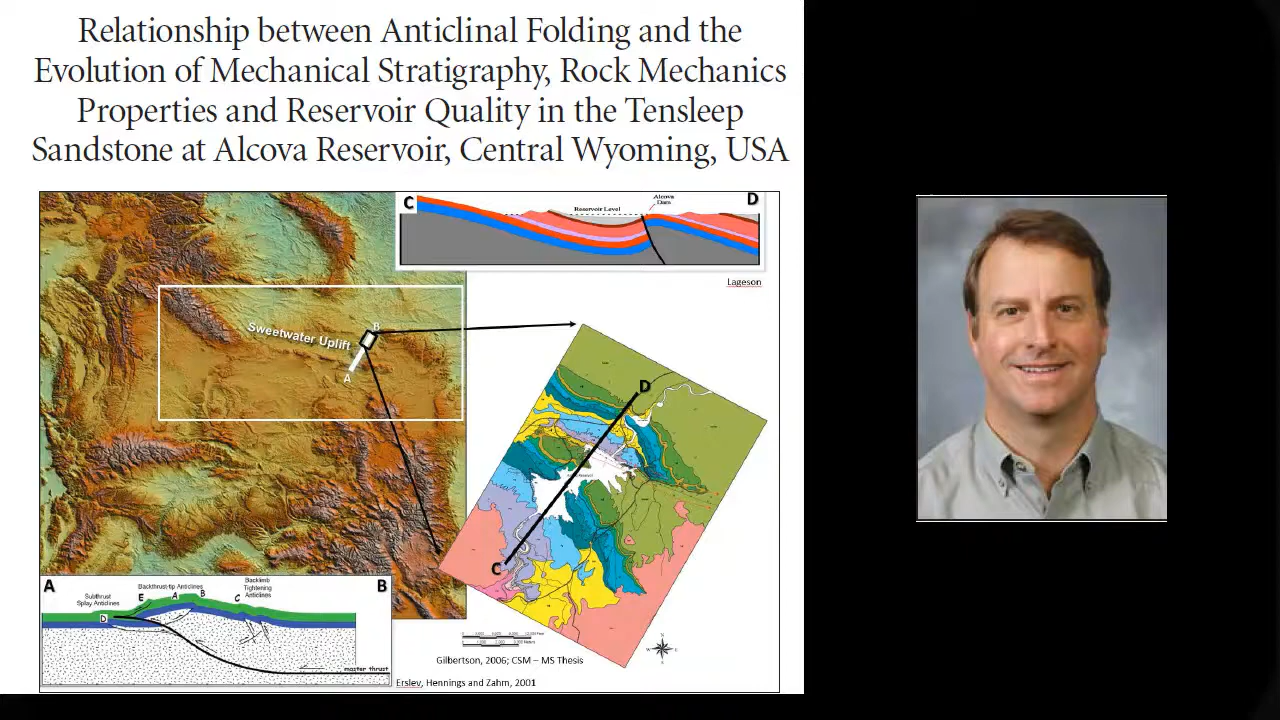 Relationship between Anticlinal Folding and the
Evolution of Mechanical Stratigraphy, Rock Mechanics
Properties and Reservoir Quality in the Tensleep
Sandstone at Alcova Reservoir, Central Wyoming, USA
C
Reservoir Level
Alcova
Dam
D
Lageson
Sweetwater Uplift
B
A
D
C
N
W
E
S
Gilbertson, 2006; CSM – MS Thesis
A
Subthrust
Splay Anticlines
Backthrust-tip Anticlines
Backlimb
Tightening
Anticlines
B
E
A
B
C
D
master thrust
Erslev, Hennings and Zahm, 2001